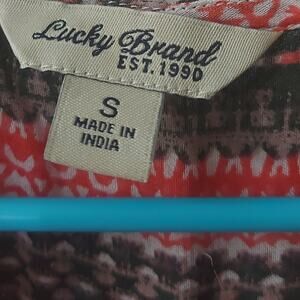 Lucky Brand
EST. 1990
S
MADE IN
INDIA